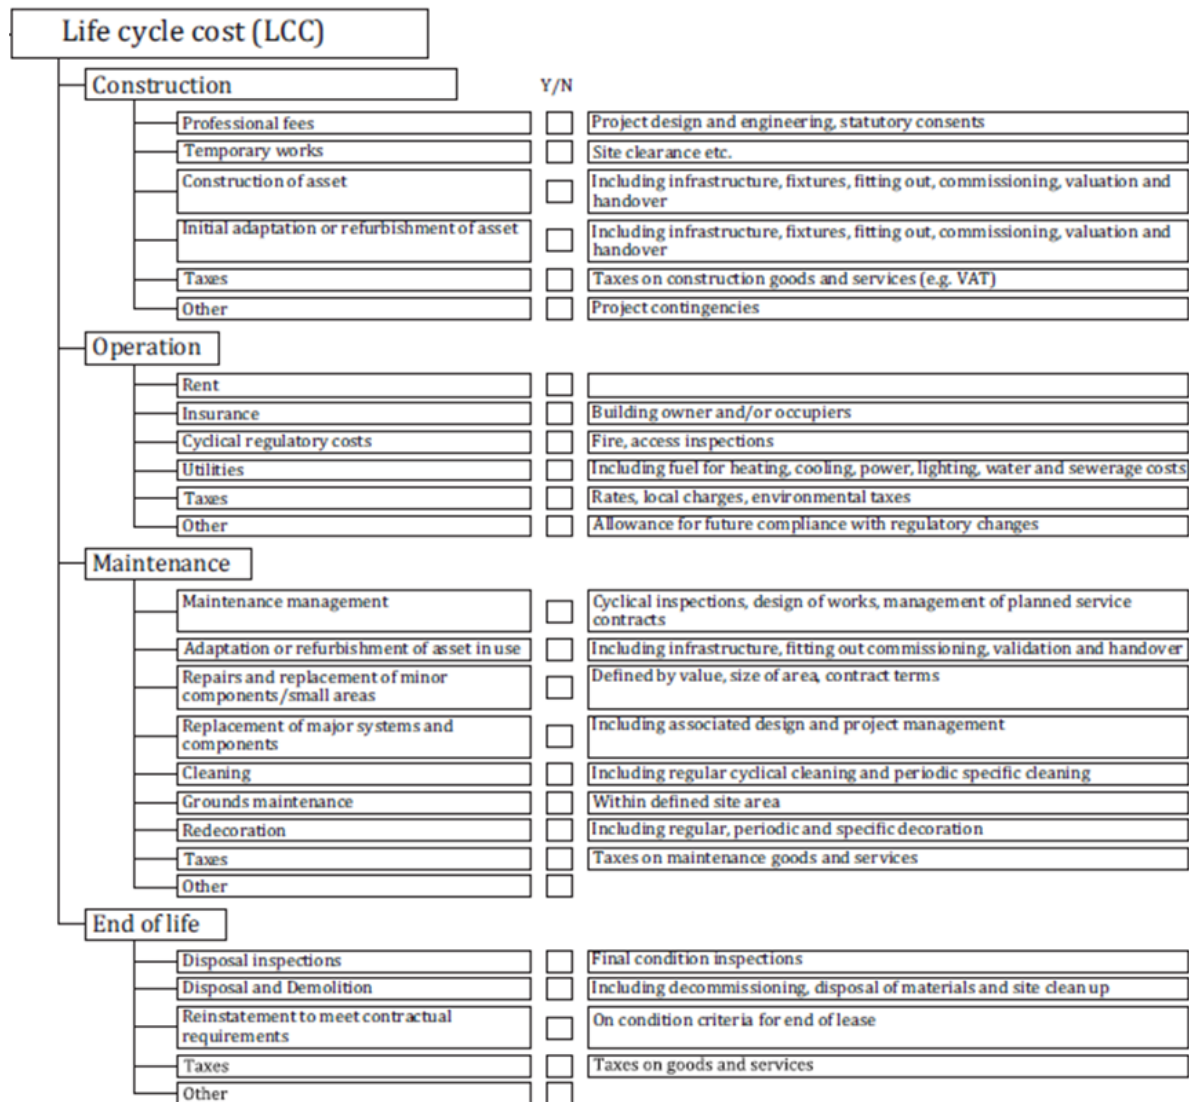 Life cycle cost (LCC)
Construction
Y/N
Professional fees
Project design and engineering, statutory consents
Temporary works
Site clearance etc.
Construction of asset
Including infrastructure, fixtures, fitting out, commissioning, valuation and
handover
Initial adaptation or refurbishment of asset
Including infrastructure, fixtures, fitting out, commissioning, valuation and
handover
Taxes
Taxes on construction goods and services (e.g. VAT)
Other
Project contingencies
Operation
Rent
Insurance
Building owner and/or occupiers
Cyclical regulatory costs
Fire, access inspections
Utilities
Including fuel for heating, cooling, power, lighting, water and sewerage costs
Taxes
Rates, local charges, environmental taxes
Other
Allowance for future compliance with regulatory changes
Maintenance
Maintenance management
Cyclical inspections, design of works, management of planned service
contracts
Adaptation or refurbishment of asset in use
Including infrastructure, fitting out commissioning, validation and handover
Repairs and replacement of minor
components/small areas
Defined by value, size of area, contract terms
Replacement of major systems and
components
Including associated design and project management
Cleaning
Including regular cyclical cleaning and periodic specific cleaning
Grounds maintenance
Within defined site area
Redecoration
Including regular, periodic and specific decoration
Taxes
Taxes on maintenance goods and services
Other
End of life
Disposal inspections
Final condition inspections
Disposal and Demolition
Including decommissioning, disposal of materials and site clean up
Reinstatement to meet contractual
requirements
On condition criteria for end of lease
Taxes
Taxes on goods and services
Other